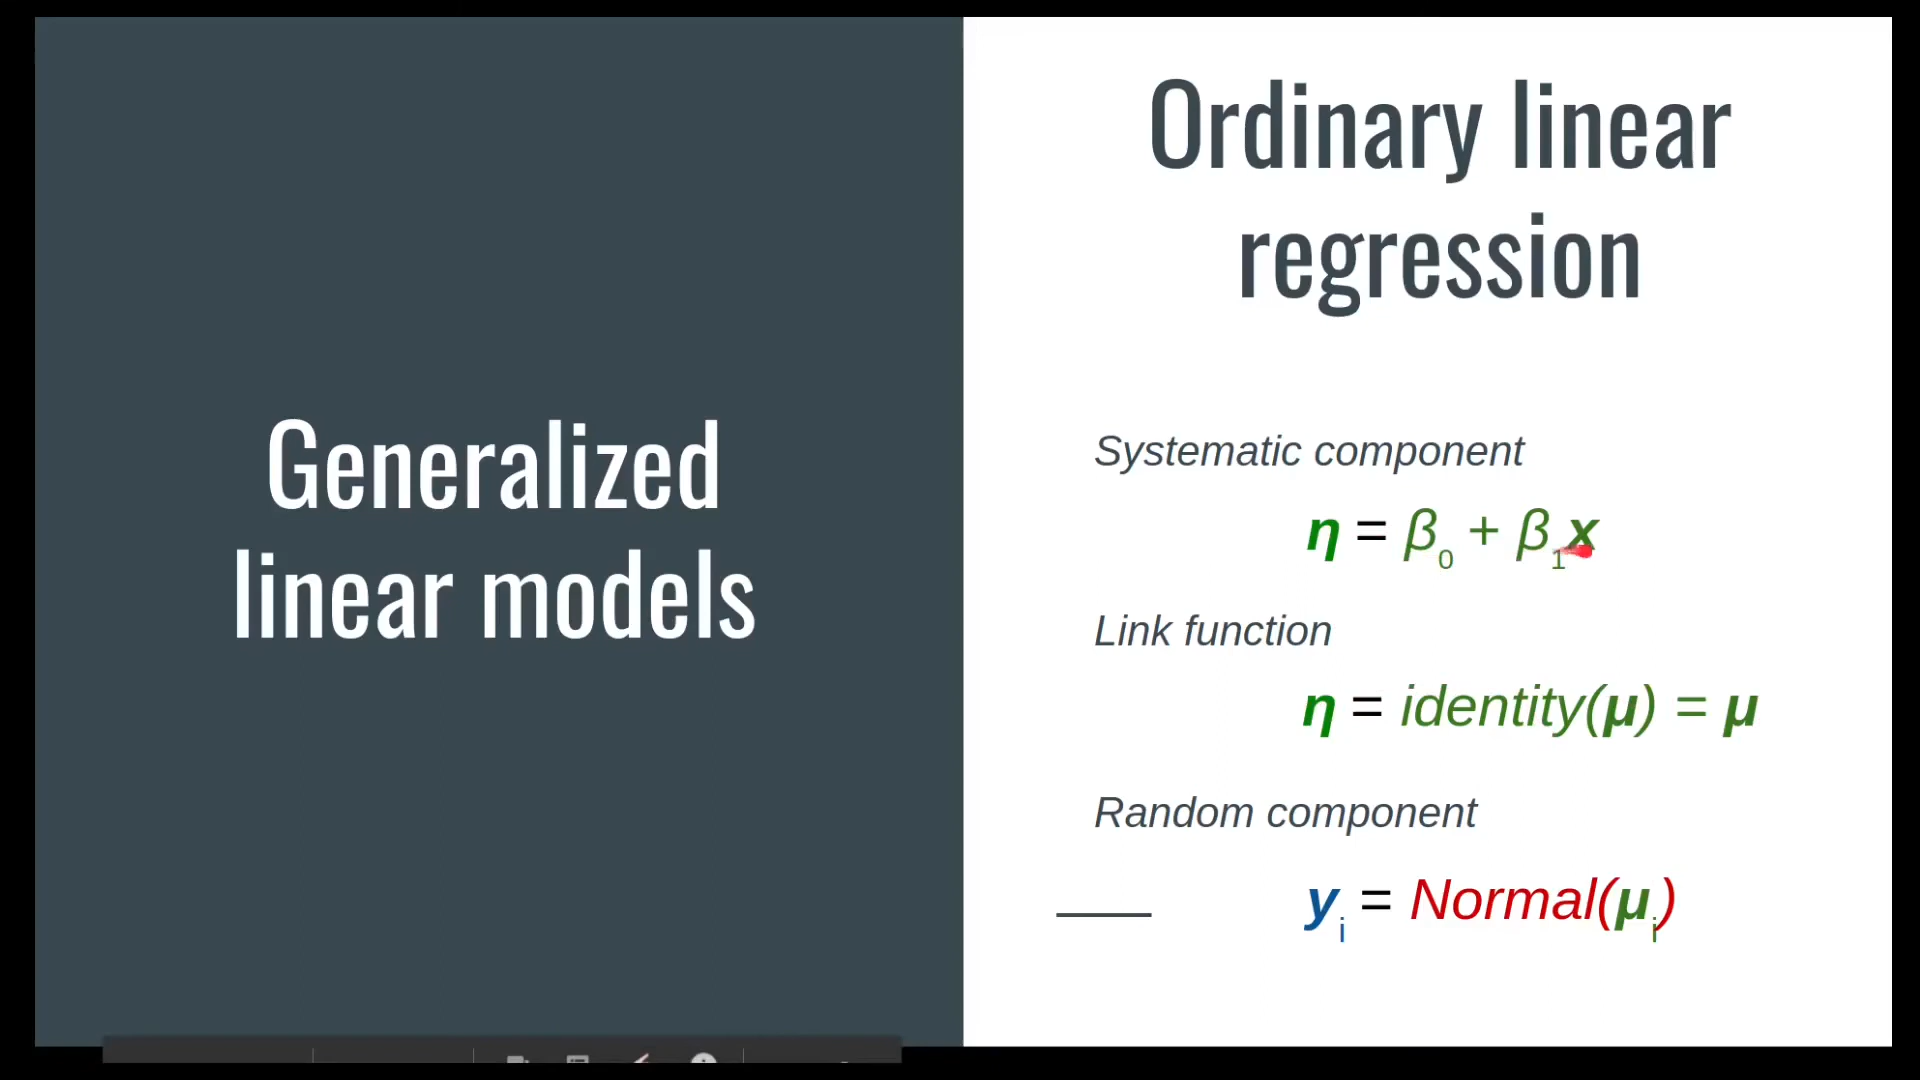 Generalized
linear models
Ordinary linear
regression
Systematic component
η = β₀ + β₁x
Link function
η = identity(μ) = μ
Random component
yᵢ = Normal(μᵢ)